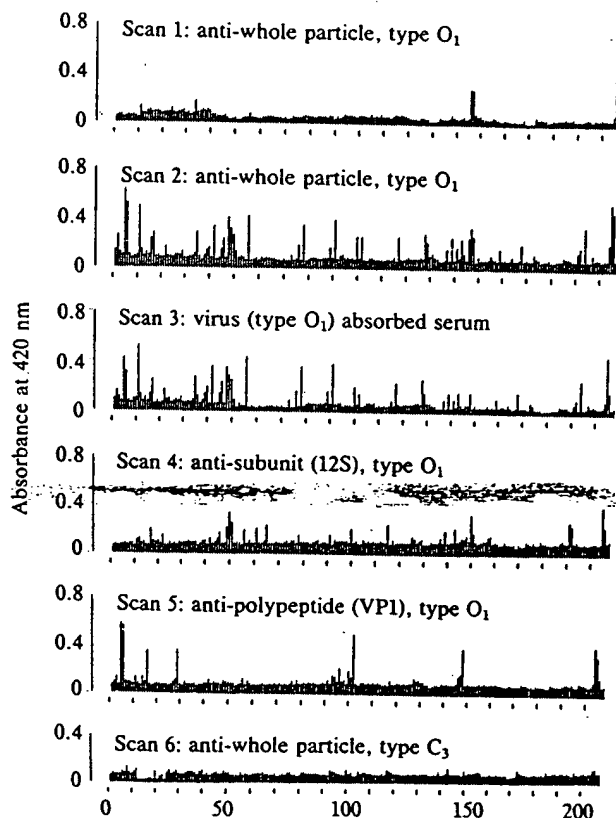 0.8
Scan 1: anti-whole particle, type O₁
0.4
0
0.8
Scan 2: anti-whole particle, type O₁
0.4
0
0.8
Scan 3: virus (type O₁) absorbed serum
0.4
0
0.8
Scan 4: anti-subunit (12S), type O₁
0.4
0
0.8
Scan 5: anti-polypeptide (VP1), type O₁
0.4
0
0.4
Scan 6: anti-whole particle, type C₃
0
0 50 100 150 200
Absorbance at 420 nm